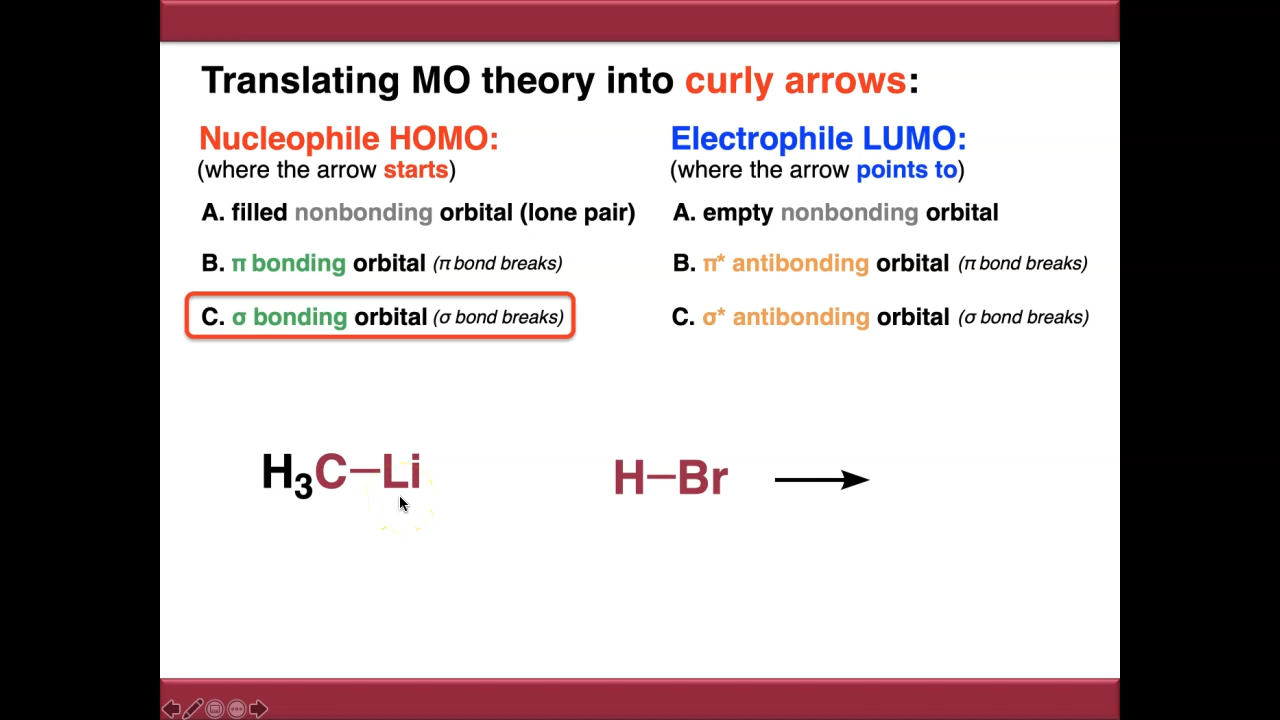 Translating MO theory into curly arrows:
Nucleophile HOMO:
(where the arrow starts)
A. filled nonbonding orbital (lone pair)
B. π bonding orbital (π bond breaks)
C. σ bonding orbital (σ bond breaks)
Electrophile LUMO:
(where the arrow points to)
A. empty nonbonding orbital
B. π* antibonding orbital (π bond breaks)
C. σ* antibonding orbital (σ bond breaks)
H₃C—Li
H—Br